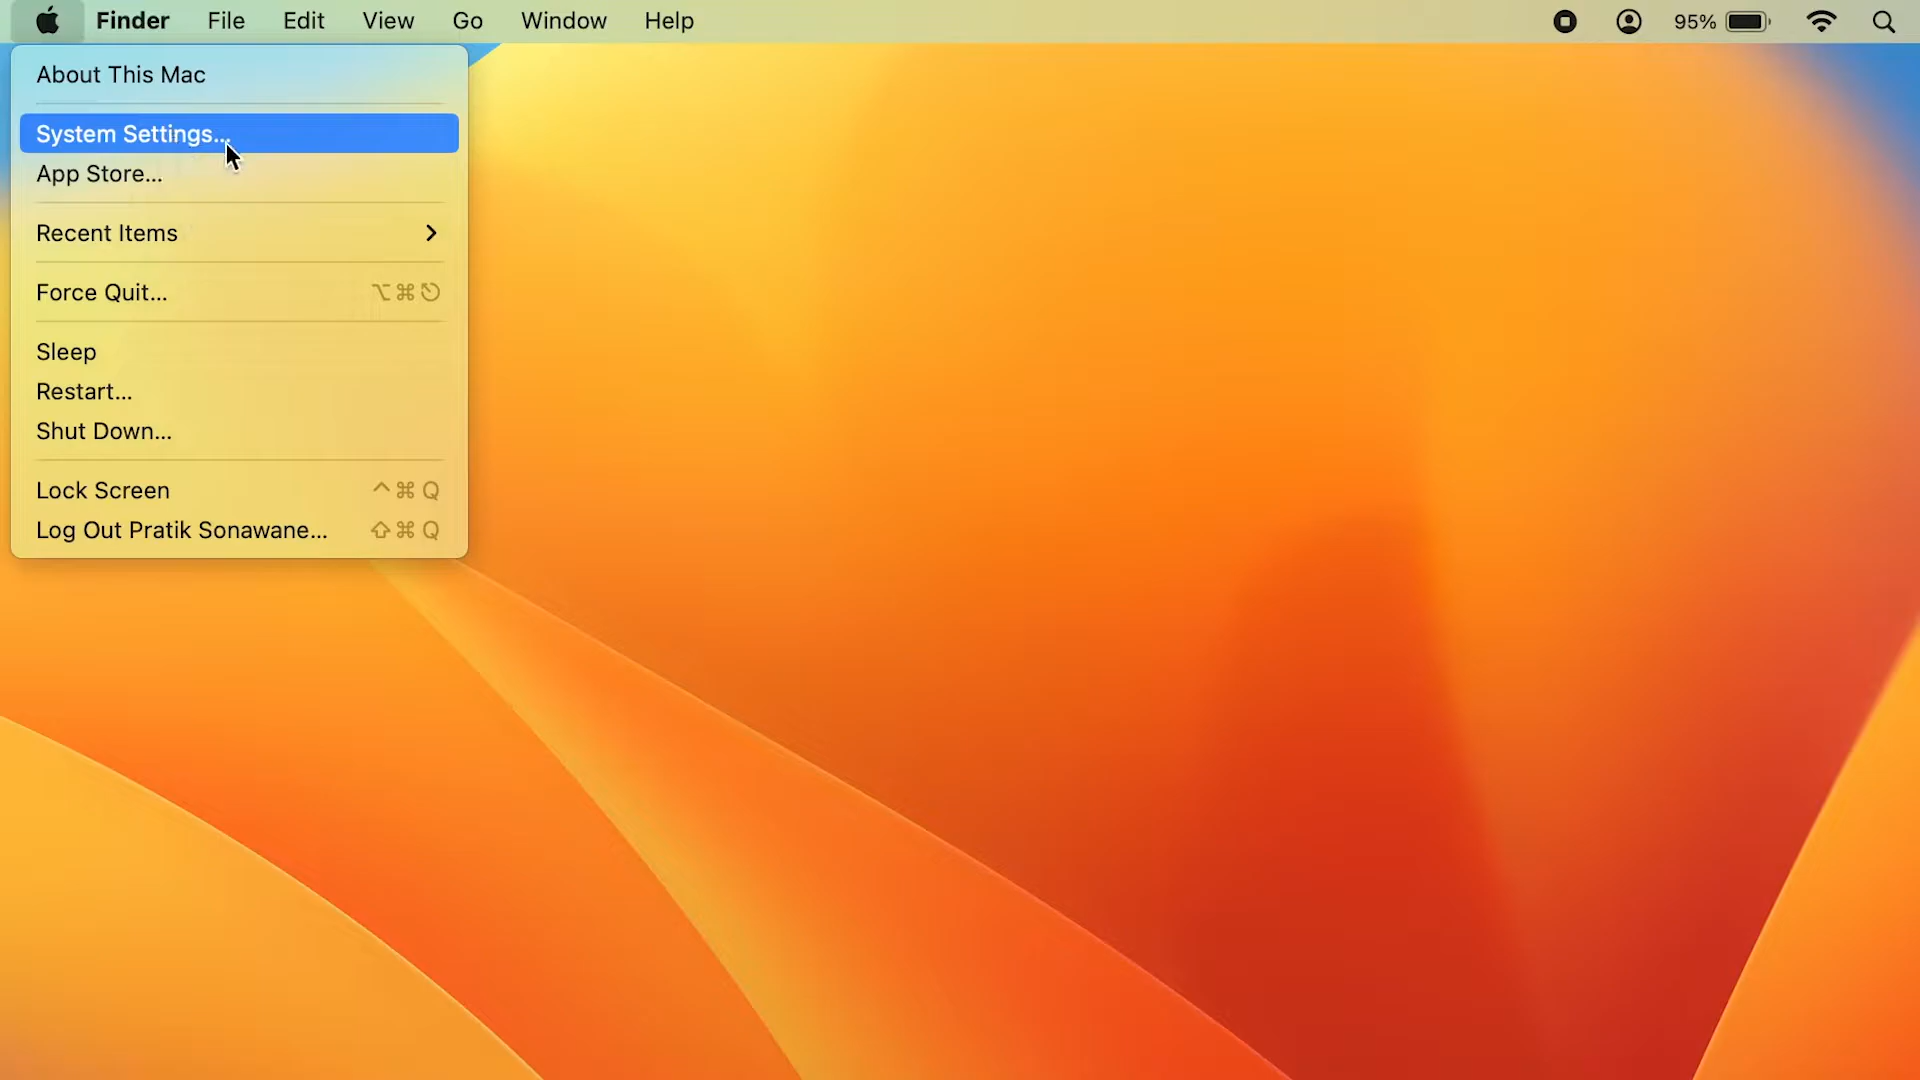 Finder File Edit View Go Window Help 95%
About This Mac
System Settings...
App Store...
Recent Items
Force Quit... ⌥⌘⎋
Sleep
Restart...
Shut Down...
Lock Screen ^⌘Q
Log Out Pratik Sonawane... ⇧⌘Q